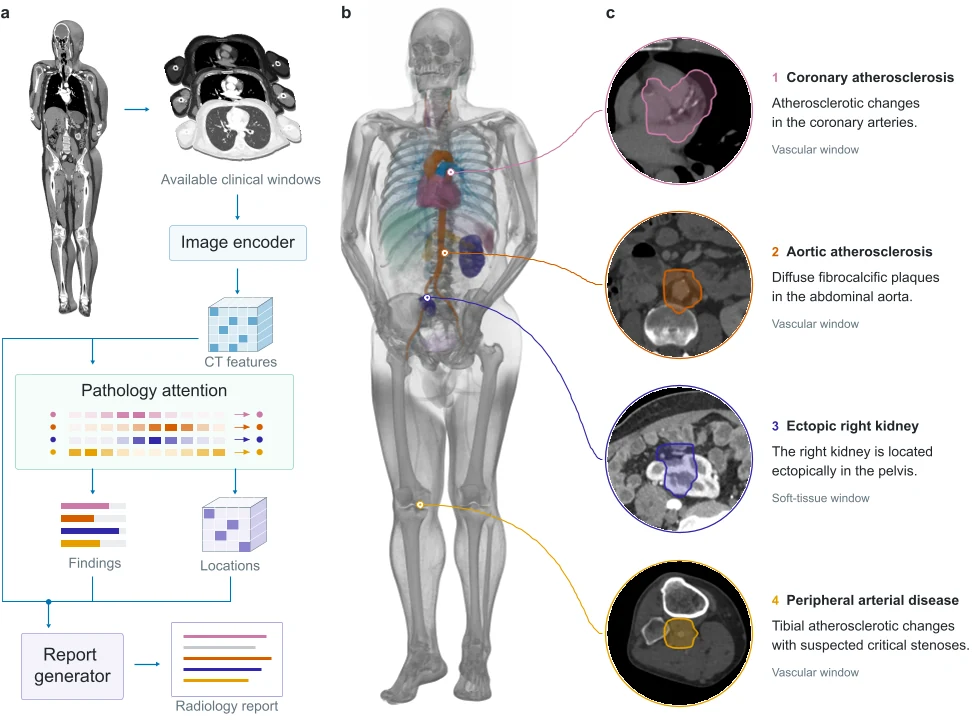 a
Available clinical windows
Image encoder
CT features
Pathology attention
Findings
Locations
Report
generator
Radiology report
b
c
1 Coronary atherosclerosis
Atherosclerotic changes
in the coronary arteries.
Vascular window
2 Aortic atherosclerosis
Diffuse fibrocalcific plaques
in the abdominal aorta.
Vascular window
3 Ectopic right kidney
The right kidney is located
ectopically in the pelvis.
Soft-tissue window
4 Peripheral arterial disease
Tibial atherosclerotic changes
with suspected critical stenoses.
Vascular window